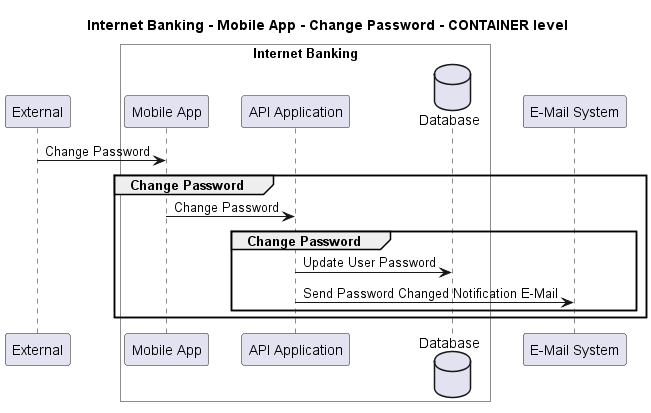 Internet Banking - Mobile App - Change Password - CONTAINER level
Internet Banking
External
Mobile App
API Application
Database
E-Mail System
Change Password
Change Password
Change Password
Change Password
Update User Password
Send Password Changed Notification E-Mail
External
Mobile App
API Application
Database
E-Mail System